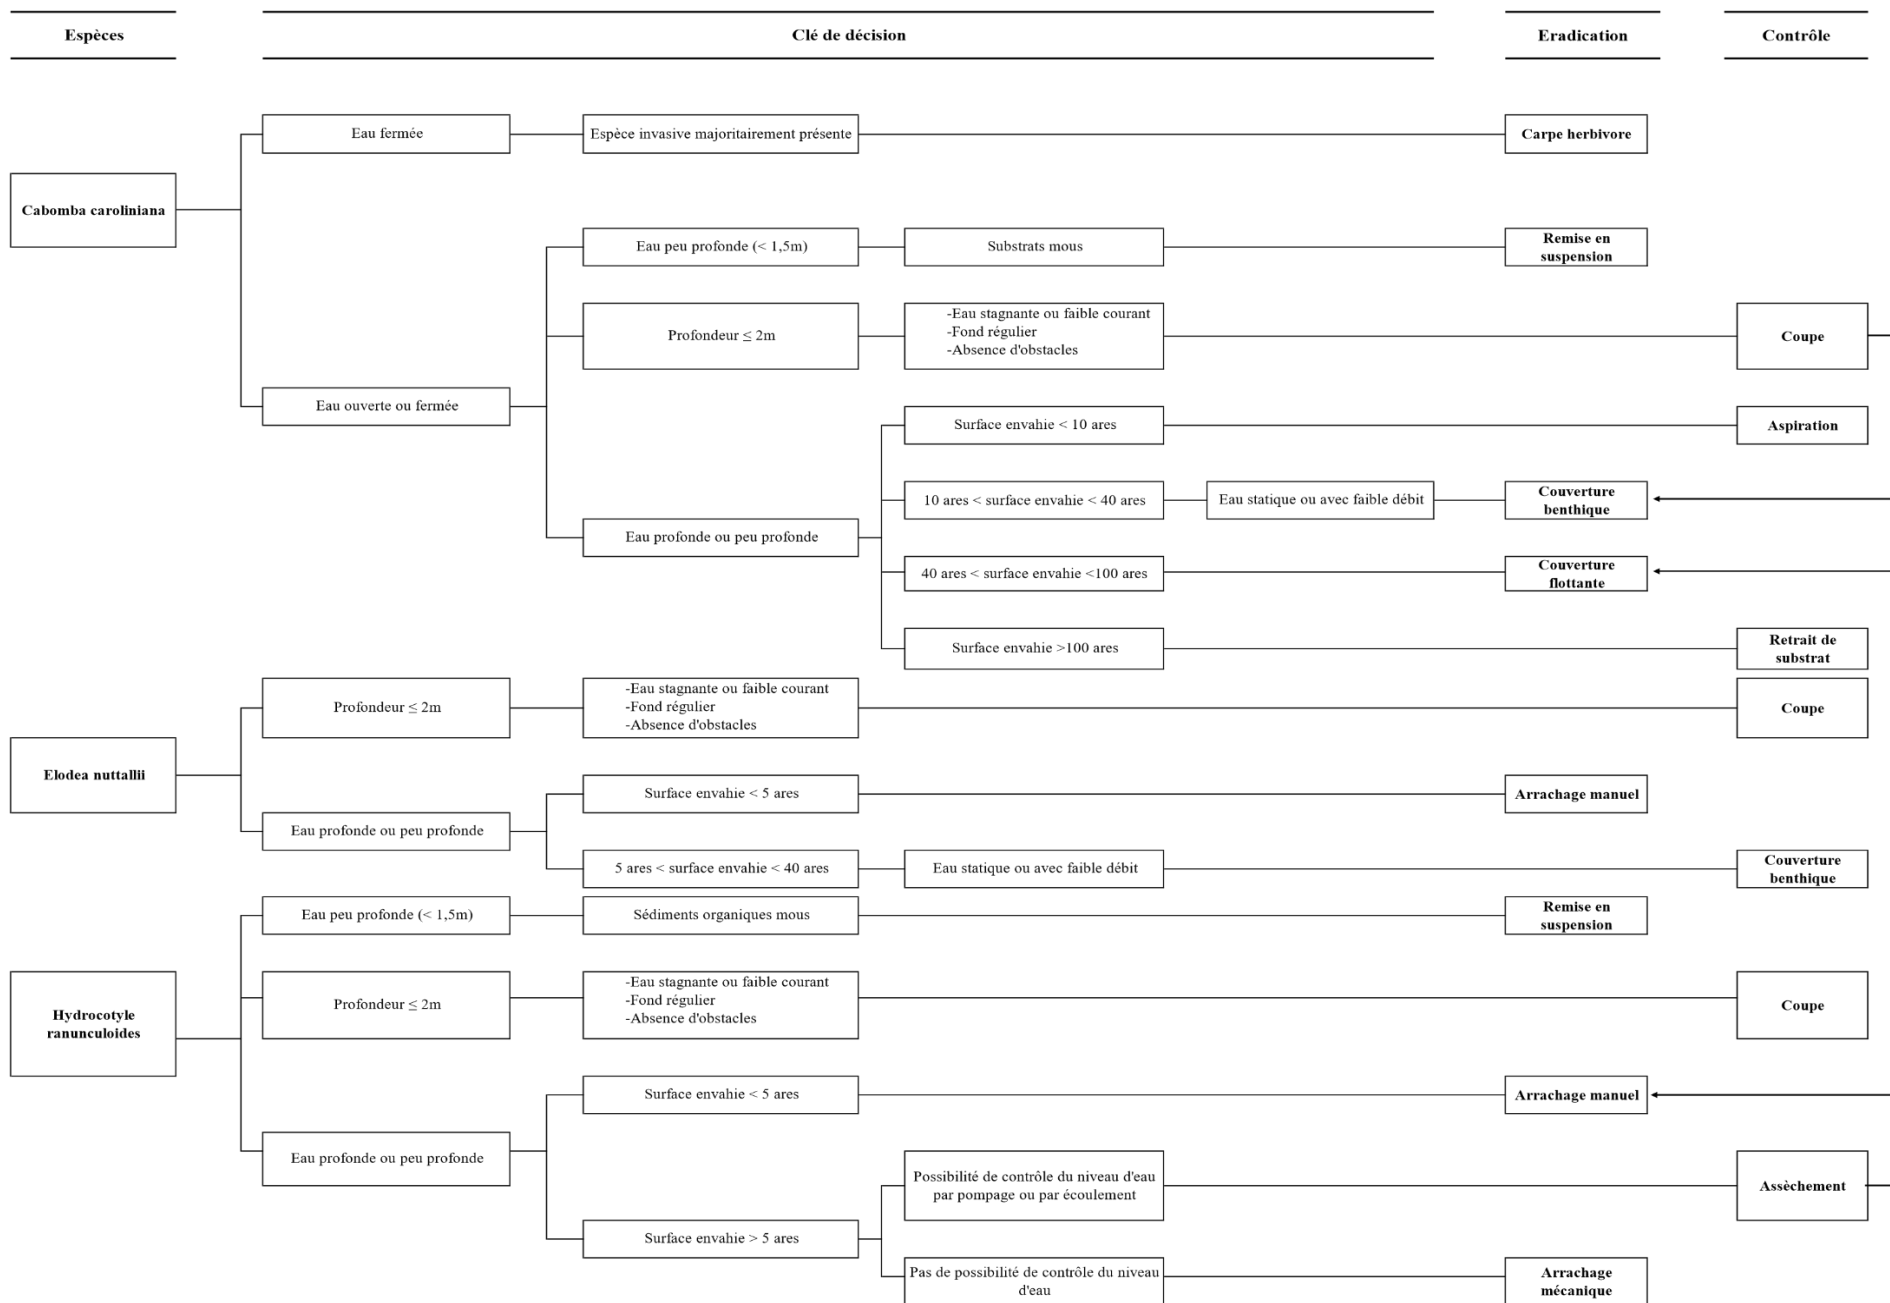 Espèces
Clé de décision
Eradication
Contrôle
Eau fermée
Espèce invasive majoritairement présente
Carpe herbivore
Cabomba caroliniana
Eau peu profonde (< 1,5m)
Substrats mous
Remise en
suspension
Profondeur ≤ 2m
-Eau stagnante ou faible courant
-Fond régulier
-Absence d'obstacles
Coupe
Eau ouverte ou fermée
Surface envahie < 10 ares
Aspiration
10 ares < surface envahie < 40 ares
Eau statique ou avec faible débit
Couverture
benthique
Eau profonde ou peu profonde
40 ares < surface envahie <100 ares
Couverture
flottante
Surface envahie >100 ares
Retrait de
substrat
Profondeur ≤ 2m
-Eau stagnante ou faible courant
-Fond régulier
-Absence d'obstacles
Coupe
Elodea nuttallii
Surface envahie < 5 ares
Arrachage manuel
Eau profonde ou peu profonde
5 ares < surface envahie < 40 ares
Eau statique ou avec faible débit
Couverture
benthique
Eau peu profonde (< 1,5m)
Sédiments organiques mous
Remise en
suspension
Profondeur ≤ 2m
-Eau stagnante ou faible courant
-Fond régulier
-Absence d'obstacles
Coupe
Hydrocotyle
ranunculoides
Surface envahie < 5 ares
Arrachage manuel
Eau profonde ou peu profonde
Possibilité de contrôle du niveau d'eau
par pompage ou par écoulement
Assèchement
Surface envahie > 5 ares
Pas de possibilité de contrôle du niveau
d'eau
Arrachage
mécanique